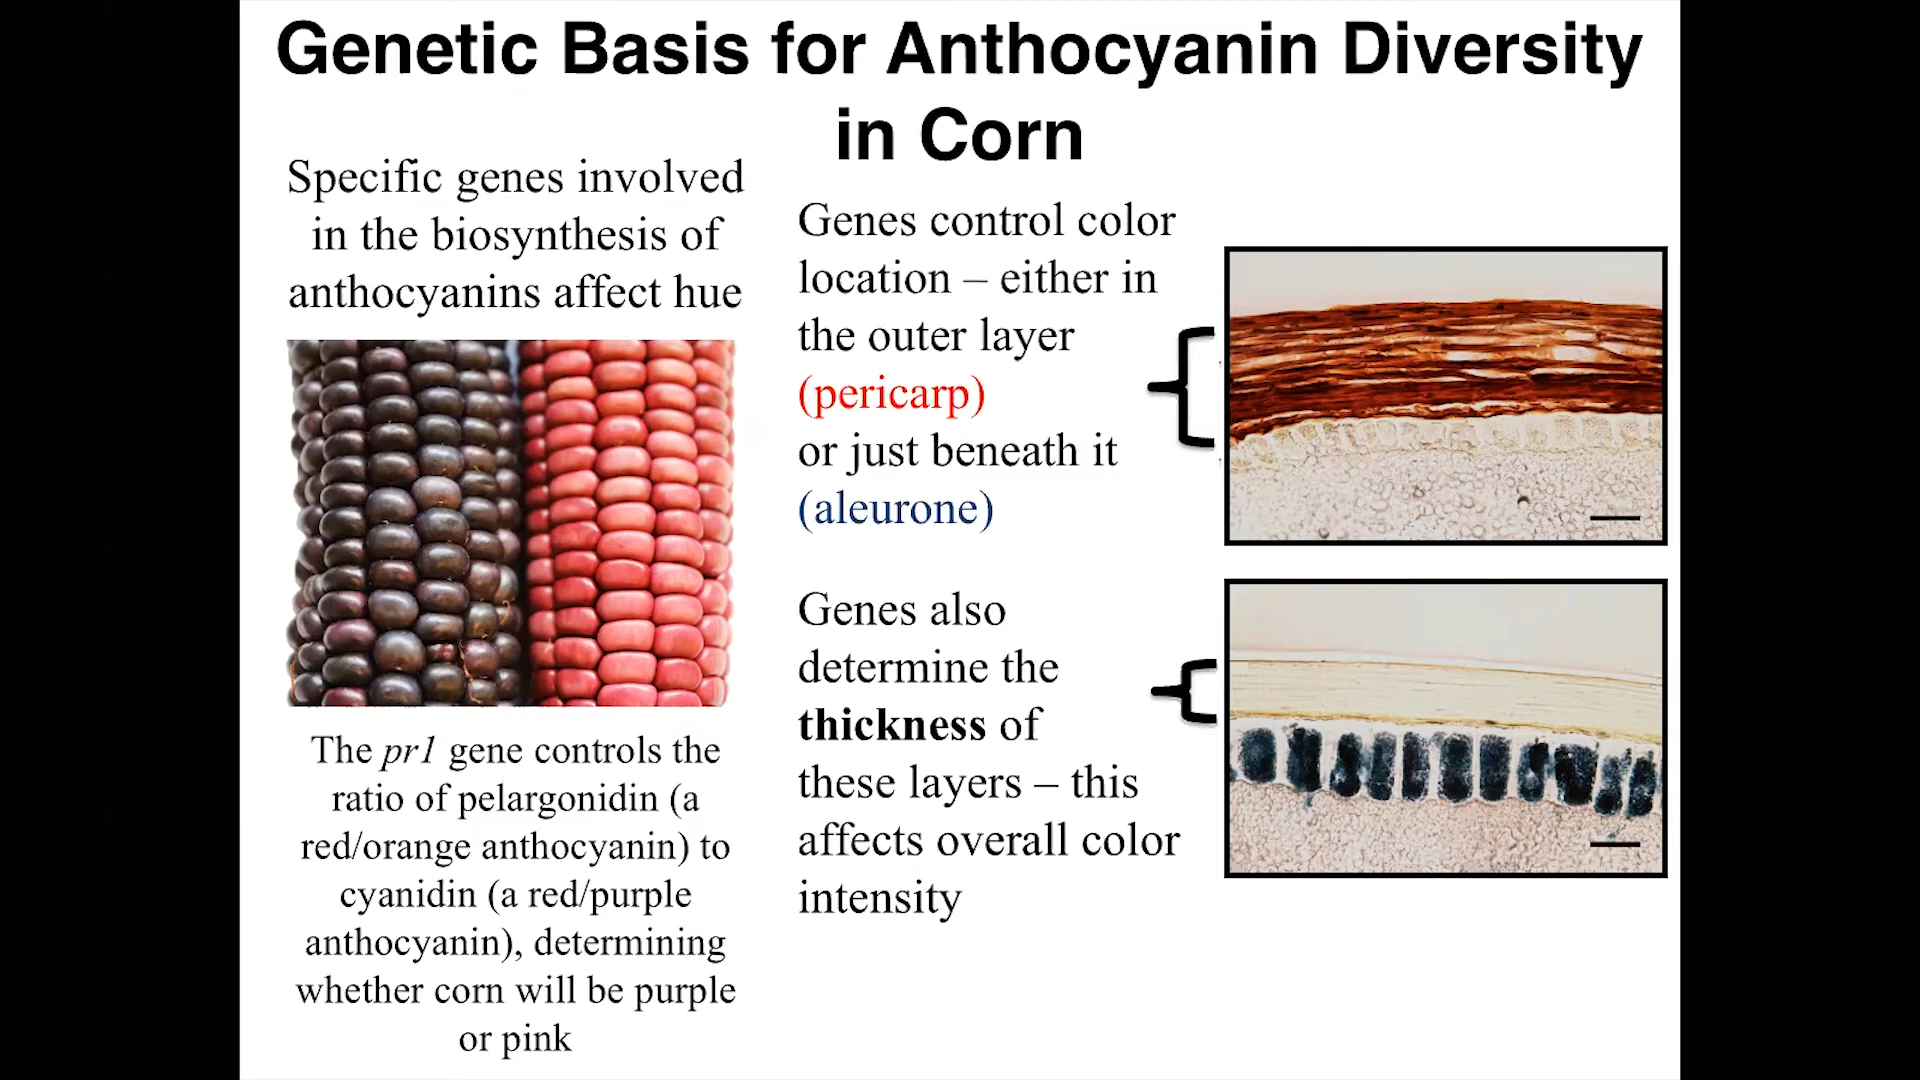 Genetic Basis for Anthocyanin Diversity
in Corn
Specific genes involved
in the biosynthesis of
anthocyanins affect hue
The pr1 gene controls the
ratio of pelargonidin (a
red/orange anthocyanin) to
cyanidin (a red/purple
anthocyanin), determining
whether corn will be purple
or pink
Genes control color
location – either in
the outer layer
(pericarp)
or just beneath it
(aleurone)
Genes also
determine the
thickness of
these layers – this
affects overall color
intensity